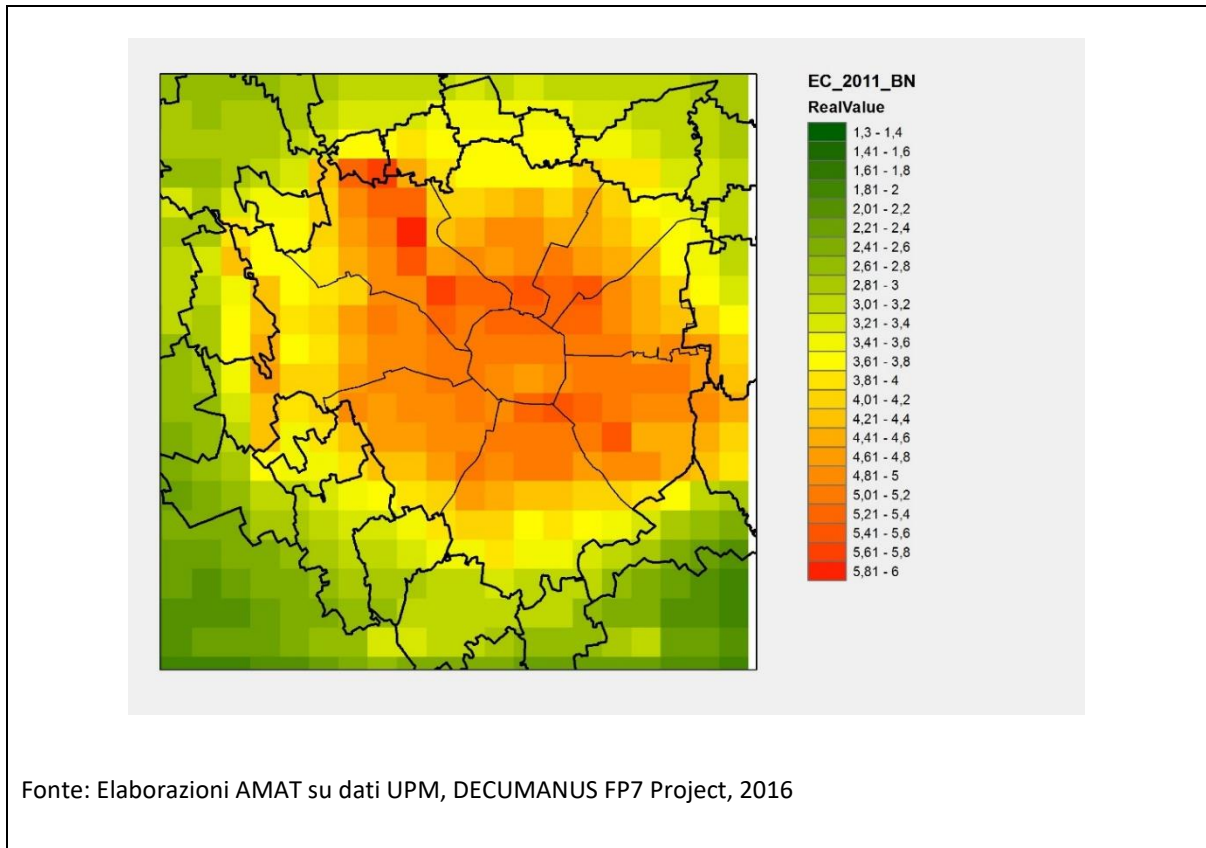 EC_2011_BN
RealValue
1,3 - 1,4
1,41 - 1,6
1,61 - 1,8
1,81 - 2
2,01 - 2,2
2,21 - 2,4
2,41 - 2,6
2,61 - 2,8
2,81 - 3
3,01 - 3,2
3,21 - 3,4
3,41 - 3,6
3,61 - 3,8
3,81 - 4
4,01 - 4,2
4,21 - 4,4
4,41 - 4,6
4,61 - 4,8
4,81 - 5
5,01 - 5,2
5,21 - 5,4
5,41 - 5,6
5,61 - 5,8
5,81 - 6
Fonte: Elaborazioni AMAT su dati UPM, DECUMANUS FP7 Project, 2016